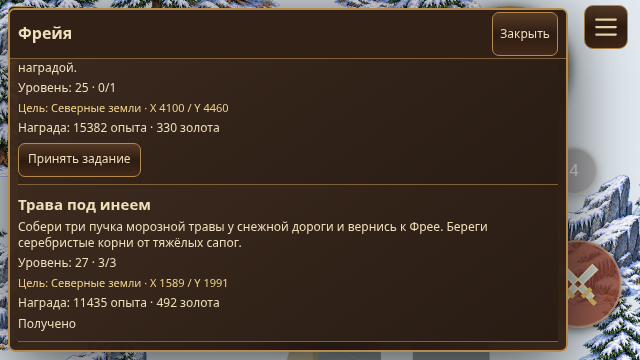 Фрейя
Закрыть
наградой.
Уровень: 25 · 0/1
Цель: Северные земли · X 4100 / Y 4460
Награда: 15382 опыта · 330 золота
Принять задание
Трава под инеем
Собери три пучка морозной травы у снежной дороги и вернись к Фрее. Береги
серебристые корни от тяжёлых сапог.
Уровень: 27 · 3/3
Цель: Северные земли · X 1589 / Y 1991
Награда: 11435 опыта · 492 золота
Получено
4